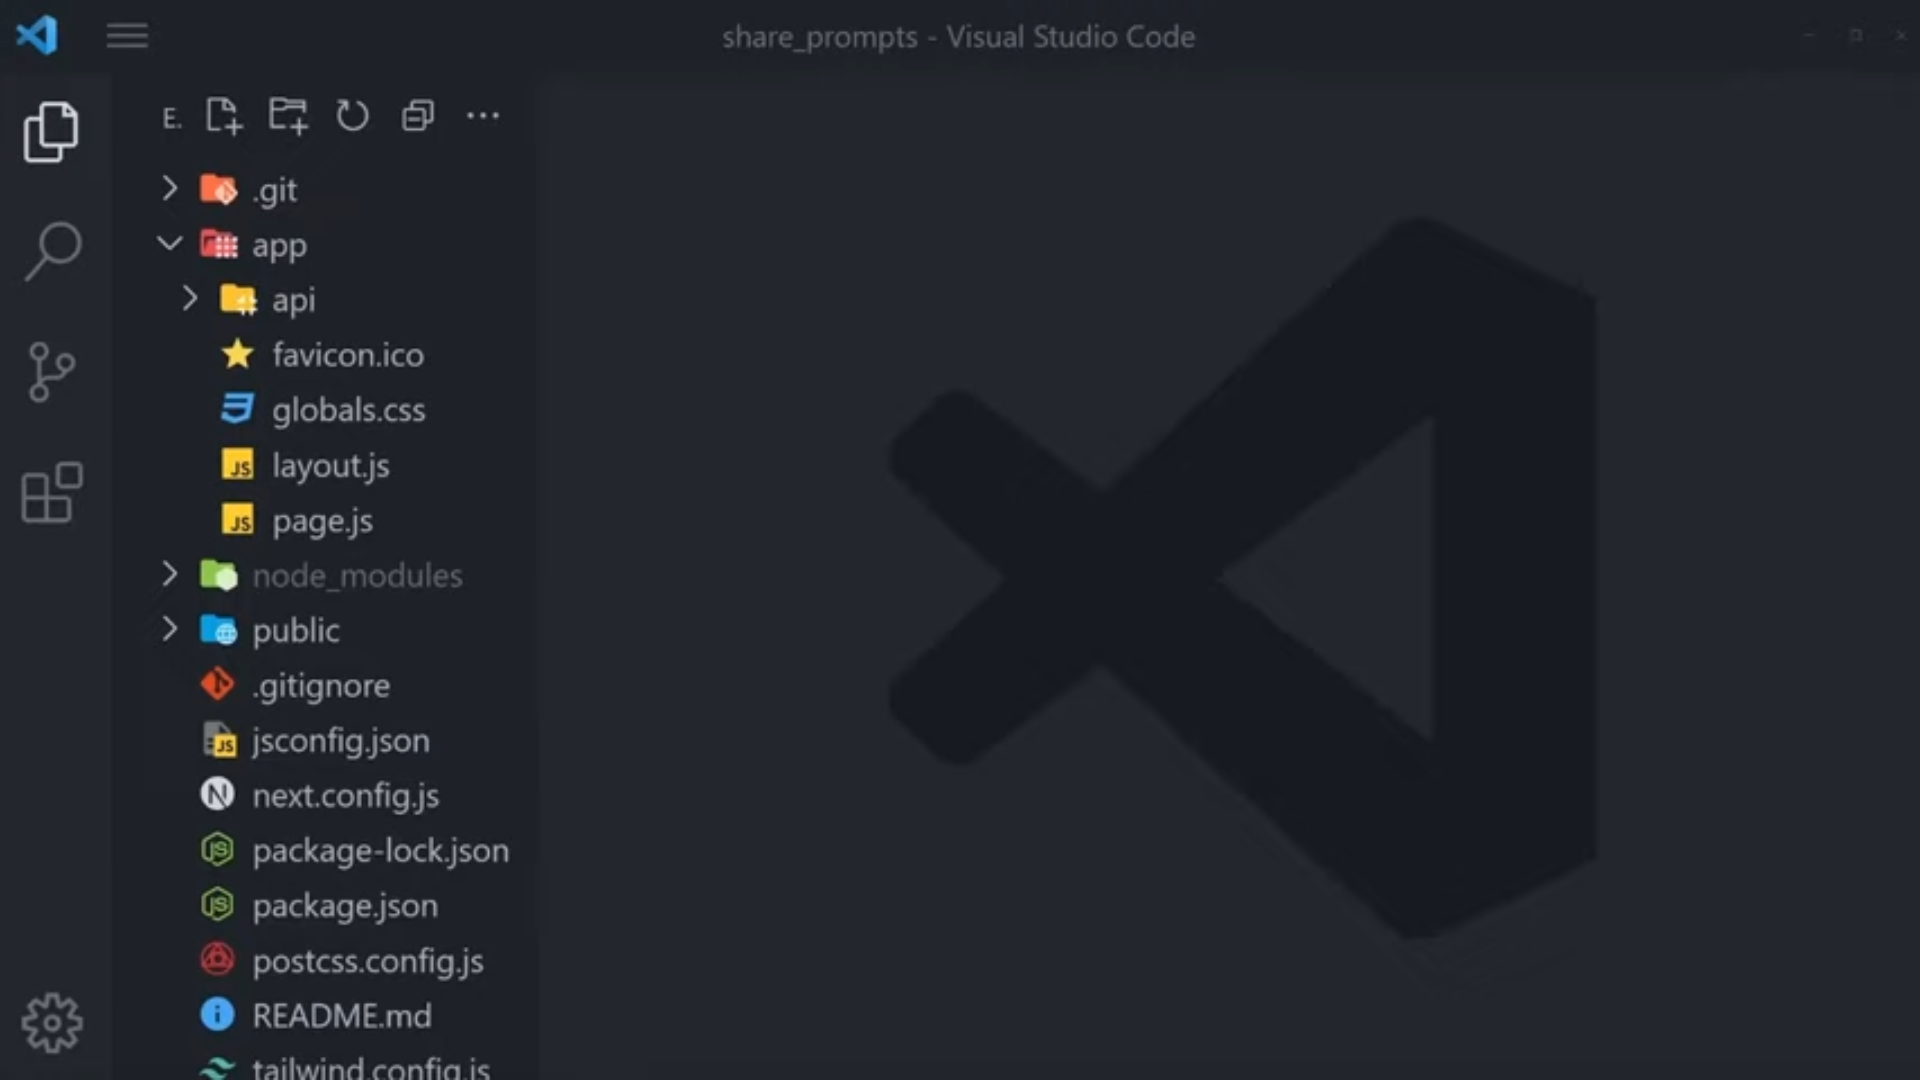 share_prompts - Visual Studio Code
E.
.git
app
api
favicon.ico
globals.css
layout.js
page.js
node_modules
public
.gitignore
jsconfig.json
next.config.js
package-lock.json
package.json
postcss.config.js
README.md
tailwind.config.js